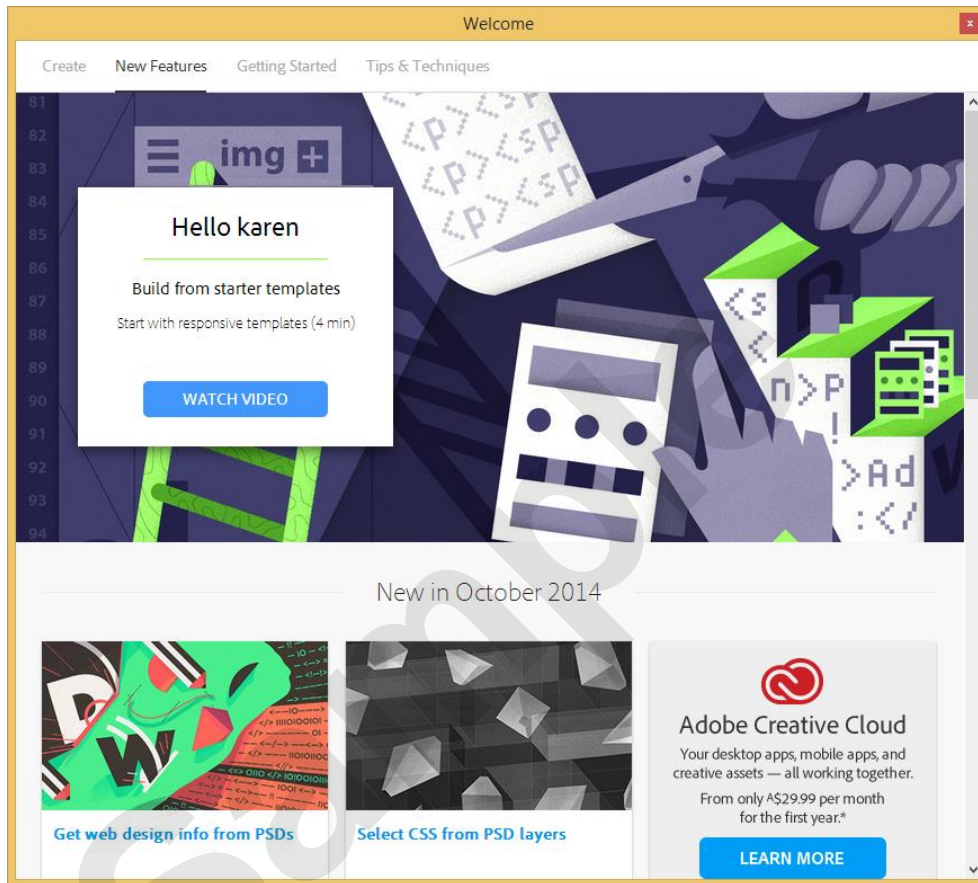 Welcome
x
Create New Features Getting Started Tips & Techniques
81
82
83
84
85
86
87
88
89
90
91
92
93
94
img
<p
<p
<sp
<p
<p
<sp
<p
<p
<sp
Hello karen
Build from starter templates
Start with responsive templates (4 min)
WATCH VIDEO
<s
<
n>P
!
>Ad
:</
New in October 2014
D
W
Get web design info from PSDs
Select CSS from PSD layers
Adobe Creative Cloud
Your desktop apps, mobile apps, and
creative assets — all working together.
From only A$29.99 per month
for the first year.*
LEARN MORE
Sample